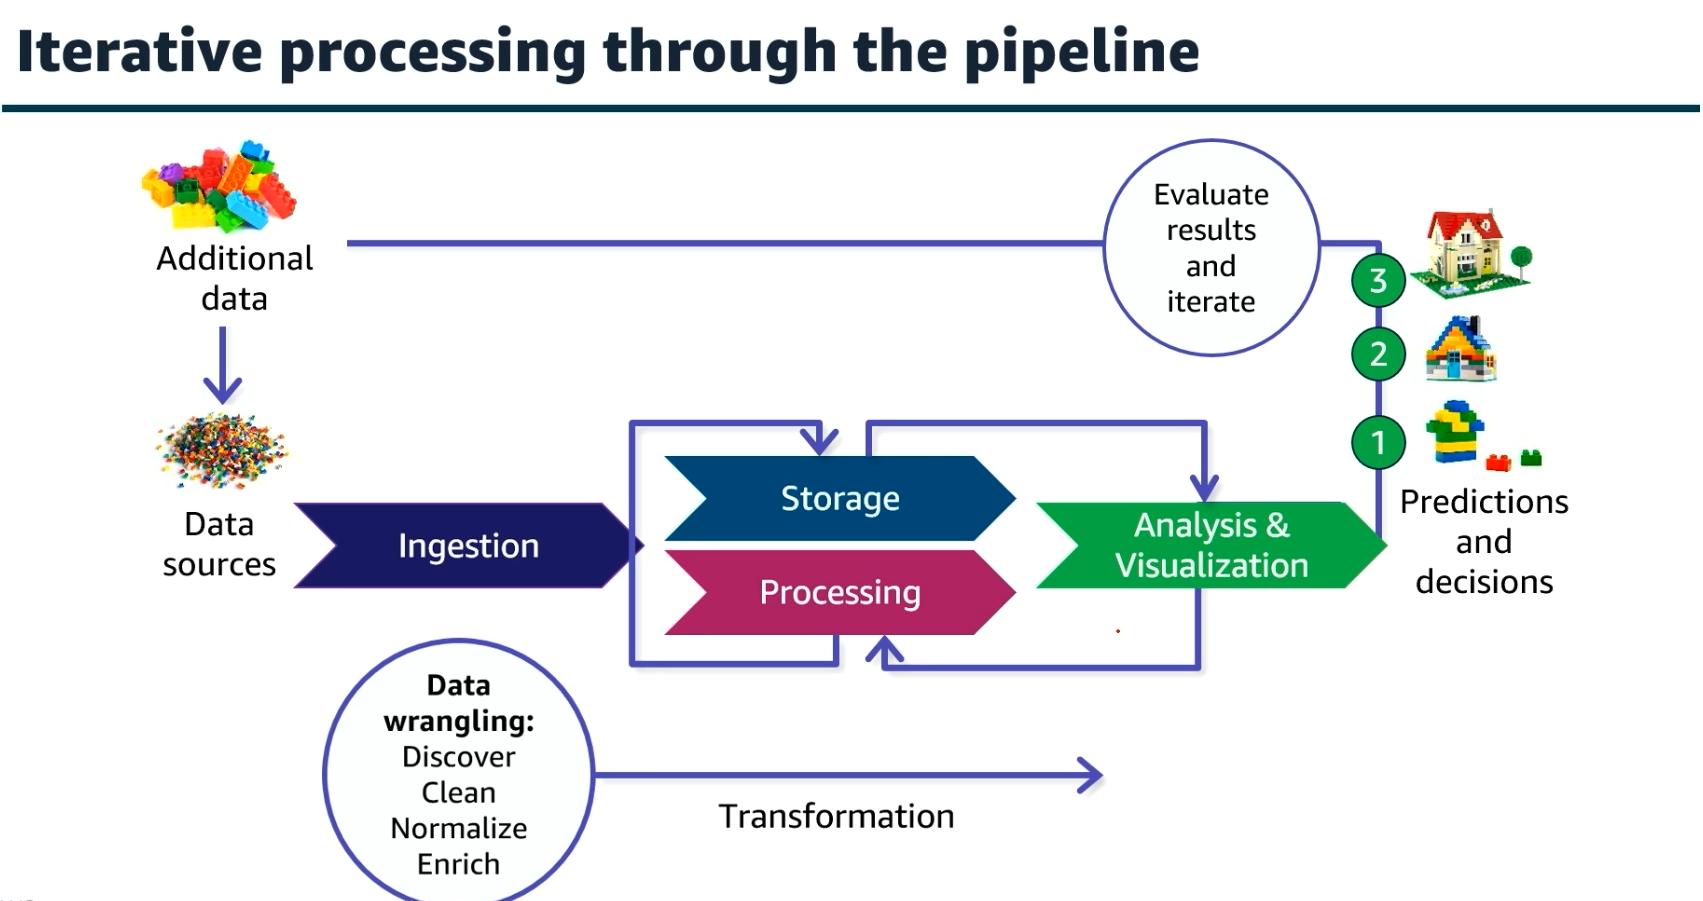 Iterative processing through the pipeline
Additional
data
Evaluate
results
and
iterate
3
2
1
Data
sources
Ingestion
Storage
Processing
Analysis &
Visualization
Predictions
and
decisions
Data
wrangling:
Discover
Clean
Normalize
Enrich
Transformation